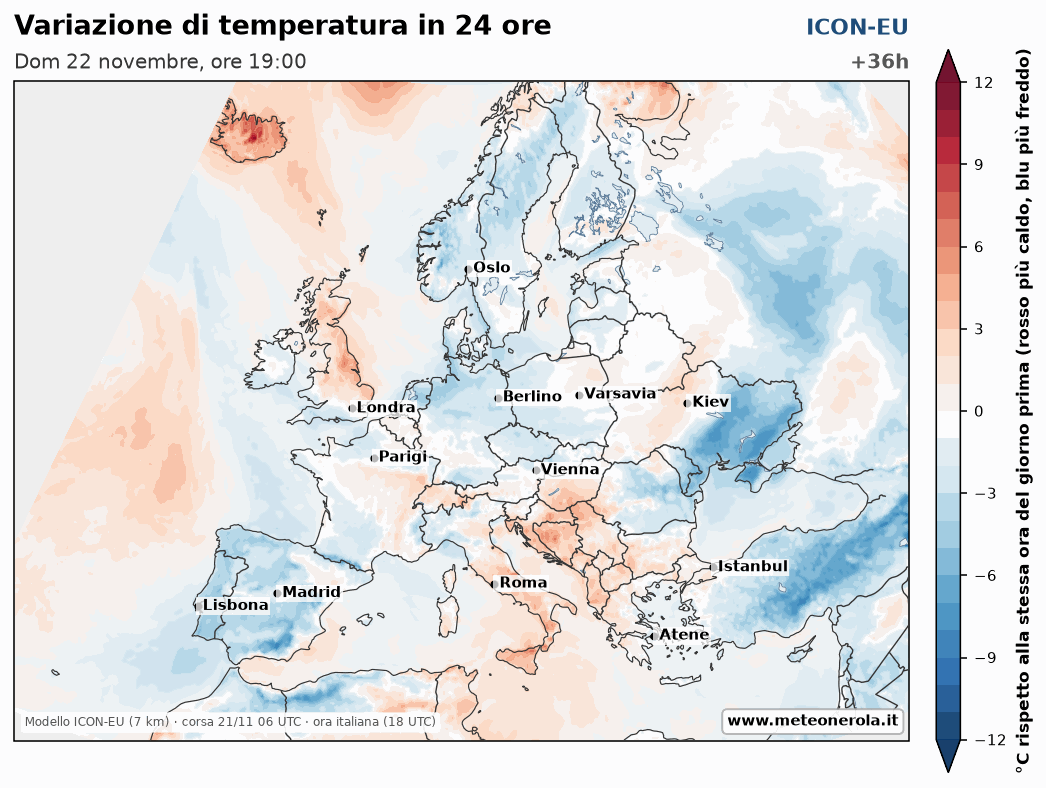 Variazione di temperatura in 24 ore
ICON-EU
Dom 22 novembre, ore 19:00
+36h
Oslo
Berlino
Varsavia
Kiev
Londra
Parigi
Vienna
Istanbul
Roma
Madrid
Lisbona
Atene
Modello ICON-EU (7 km) · corsa 21/11 06 UTC · ora italiana (18 UTC)
www.meteonerola.it
12
9
6
3
0
−3
−6
−9
−12
°C rispetto alla stessa ora del giorno prima (rosso più caldo, blu più freddo)